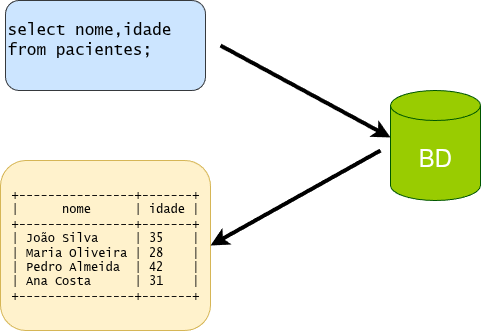 select nome,idade
from pacientes;
BD
+----------------+-------+
|      nome      | idade |
+----------------+-------+
| João Silva     | 35    |
| Maria Oliveira | 28    |
| Pedro Almeida  | 42    |
| Ana Costa      | 31    |
+----------------+-------+